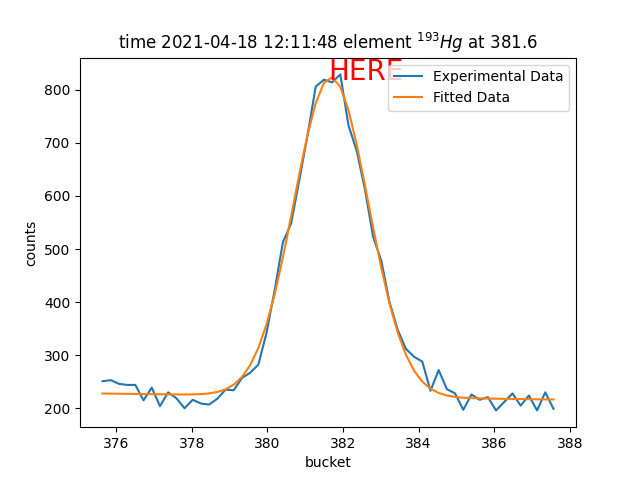 time 2021-04-18 12:11:48 element ¹⁹³Hg at 381.6
HERE
Experimental Data
Fitted Data
counts
800
700
600
500
400
300
200
376 378 380 382 384 386 388
bucket